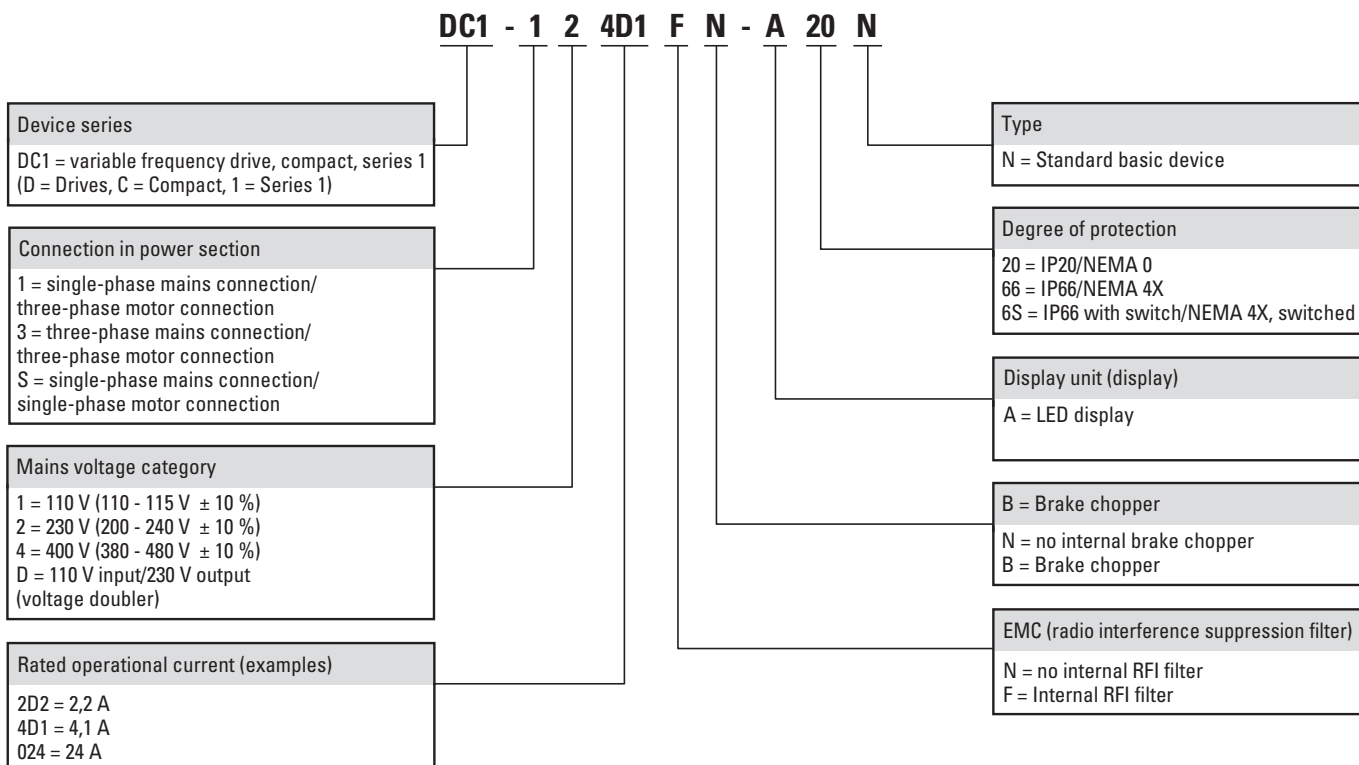 DC1 - 1 2 4D1 F N - A 20 N
Device series
DC1 = variable frequency drive, compact, series 1
(D = Drives, C = Compact, 1 = Series 1)
Connection in power section
1 = single-phase mains connection/
three-phase motor connection
3 = three-phase mains connection/
three-phase motor connection
S = single-phase mains connection/
single-phase motor connection
Mains voltage category
1 = 110 V (110 - 115 V ± 10 %)
2 = 230 V (200 - 240 V ± 10 %)
4 = 400 V (380 - 480 V ± 10 %)
D = 110 V input/230 V output
(voltage doubler)
Rated operational current (examples)
2D2 = 2,2 A
4D1 = 4,1 A
024 = 24 A
Type
N = Standard basic device
Degree of protection
20 = IP20/NEMA 0
66 = IP66/NEMA 4X
6S = IP66 with switch/NEMA 4X, switched
Display unit (display)
A = LED display
B = Brake chopper
N = no internal brake chopper
B = Brake chopper
EMC (radio interference suppression filter)
N = no internal RFI filter
F = Internal RFI filter